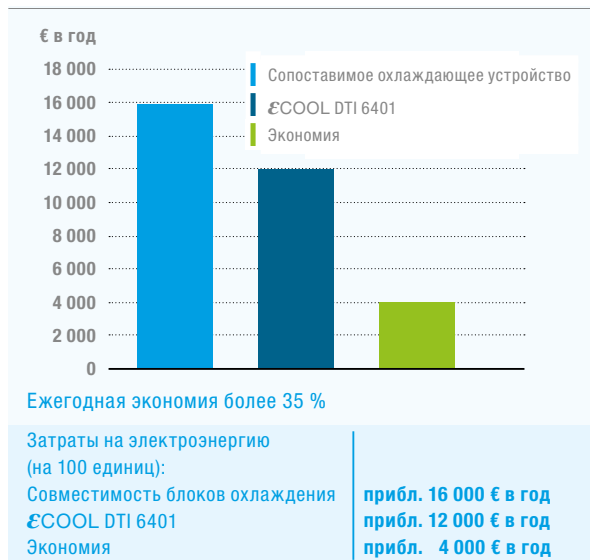 € в год
18 000
16 000
14 000
12 000
10 000
8 000
6 000
4 000
2 000
0
Сопоставимое охлаждающее устройство
ƐCOOL DTI 6401
Экономия
Ежегодная экономия более 35 %
Затраты на электроэнергию
(на 100 единиц):
Совместимость блоков охлаждения прибл. 16 000 € в год
ƐCOOL DTI 6401 прибл. 12 000 € в год
Экономия прибл. 4 000 € в год